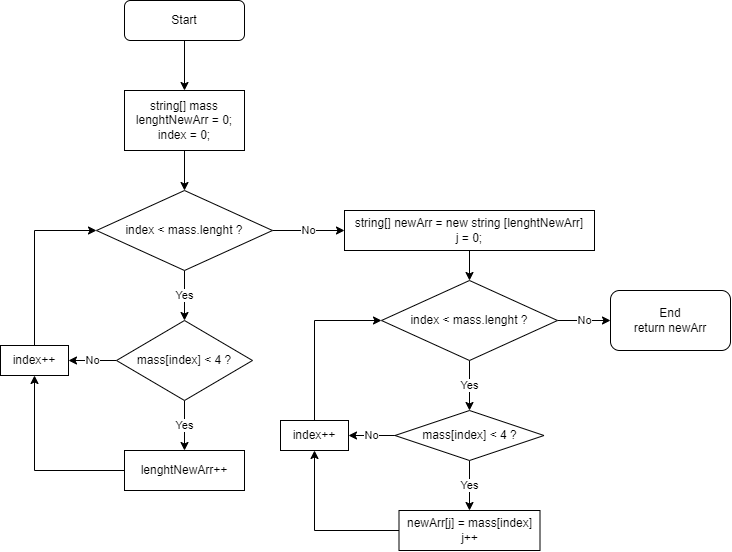 Start
string[] mass
lenghtNewArr = 0;
index = 0;
index < mass.lenght ?
No
Yes
mass[index] < 4 ?
No
index++
Yes
lenghtNewArr++
string[] newArr = new string [lenghtNewArr]
j = 0;
index < mass.lenght ?
No
End
return newArr
Yes
mass[index] < 4 ?
No
index++
Yes
newArr[j] = mass[index]
j++